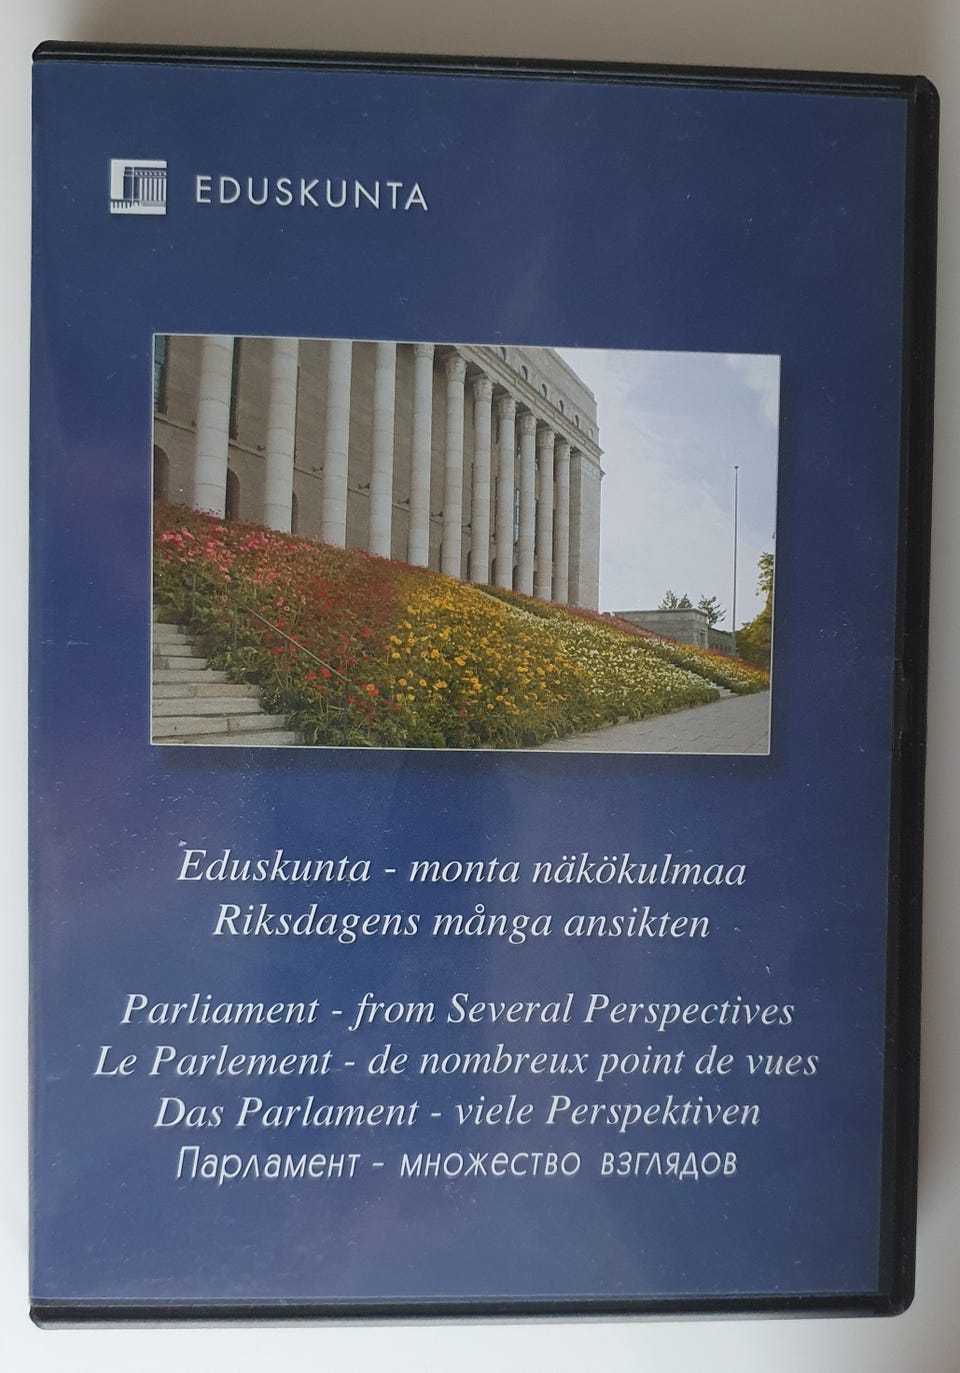 EDUSKUNTA
Eduskunta - monta näkökulmaa
Riksdagens många ansikten
Parliament - from Several Perspectives
Le Parlement - de nombreux point de vues
Das Parlament - viele Perspektiven
Парламент - множество взглядов